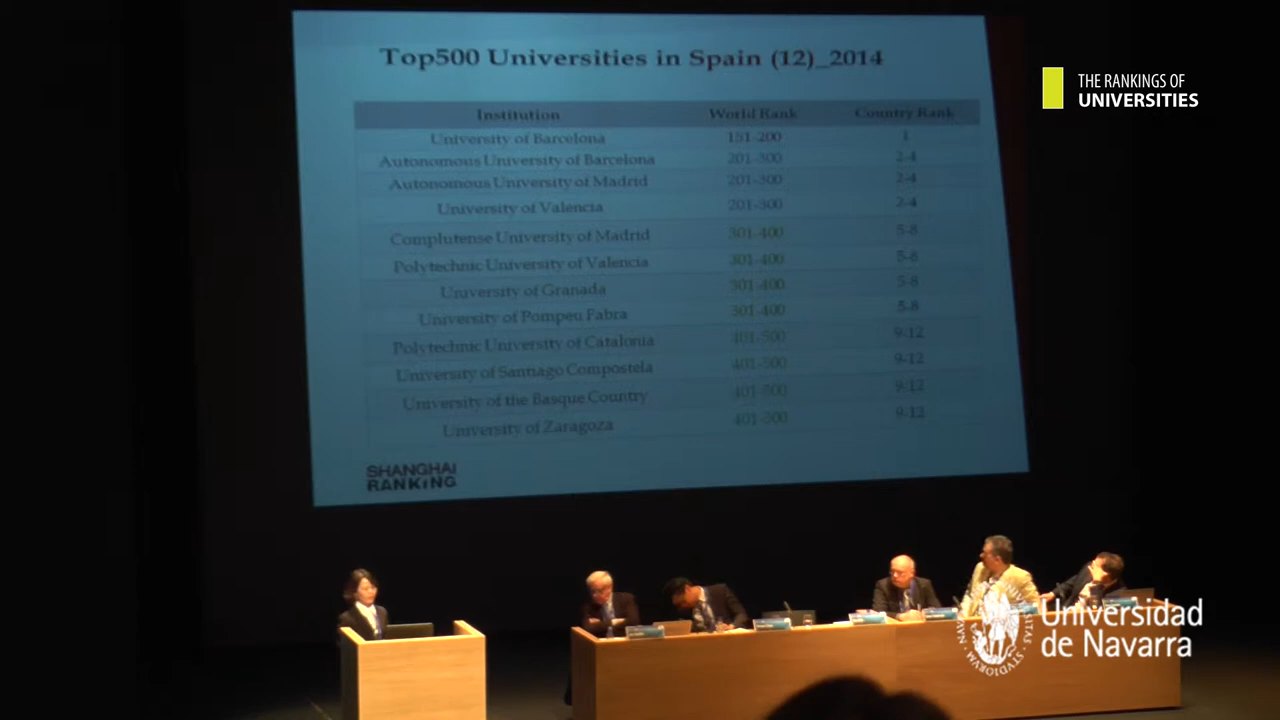 Top500 Universities in Spain (12)_2014
THE RANKINGS OF
UNIVERSITIES
Institution World Rank Country Rank
University of Barcelona 151-200 1
Autonomous University of Barcelona 201-300 2-4
Autonomous University of Madrid 201-300 2-4
University of Valencia 201-300 2-4
Complutense University of Madrid 301-400 5-8
Polytechnic University of Valencia 301-400 5-8
University of Granada 301-400 5-8
University of Pompeu Fabra 301-400 5-8
Polytechnic University of Catalonia 401-500 9-12
University of Santiago Compostela 401-500 9-12
University of the Basque Country 401-500 9-12
University of Zaragoza 401-500 9-12
SHANGHAI
RANKING
Universidad
de Navarra